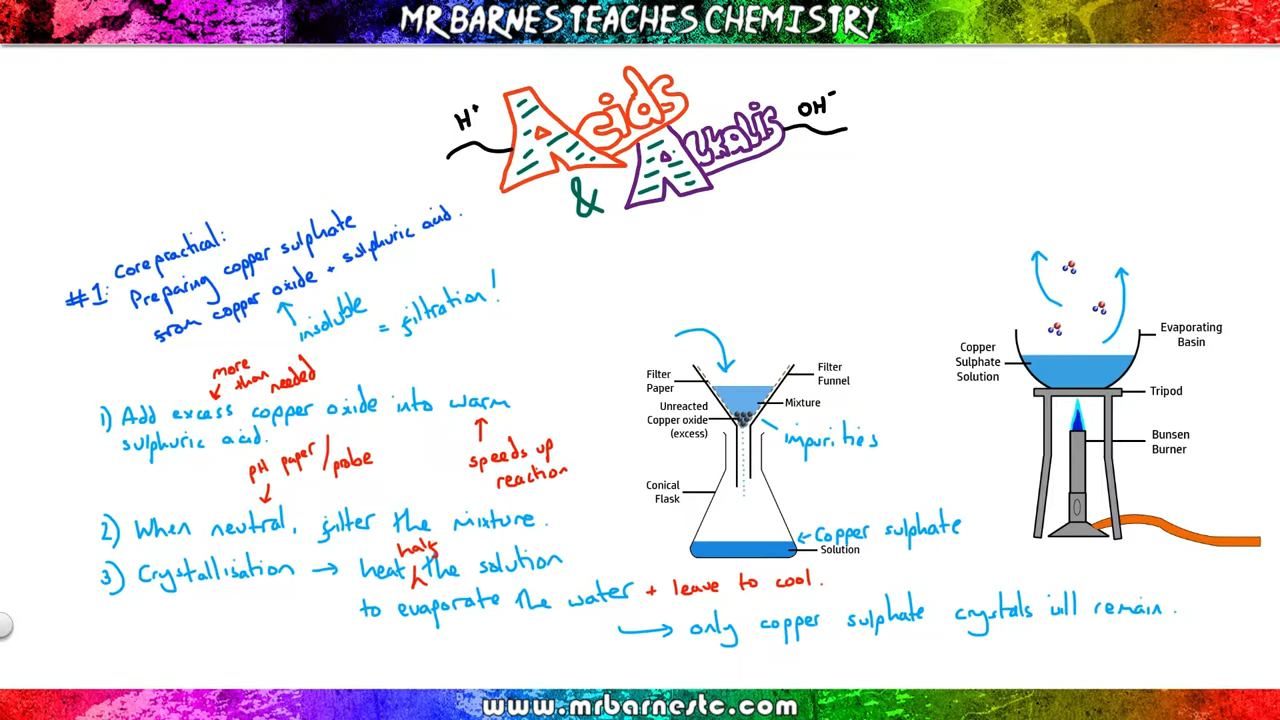 MR BARNES TEACHES CHEMISTRY
H+
Acids
& Alkalis
OH-
Core practical:
#1: Preparing copper sulphate
from copper oxide + sulphuric acid.
insoluble
= filtration!
more
than needed
1) Add excess copper oxide into warm
sulphuric acid.
speeds up
reaction
pH paper/probe
2) When neutral, filter the mixture.
3) Crystallisation → heat half the solution
to evaporate the water + leave to cool.
→ only copper sulphate crystals will remain.
Filter
Paper
Filter
Funnel
Mixture
Unreacted
Copper oxide
(excess)
impurities
Conical
Flask
Copper sulphate
Solution
Copper
Sulphate
Solution
Evaporating
Basin
Tripod
Bunsen
Burner
www.mrbarnestc.com